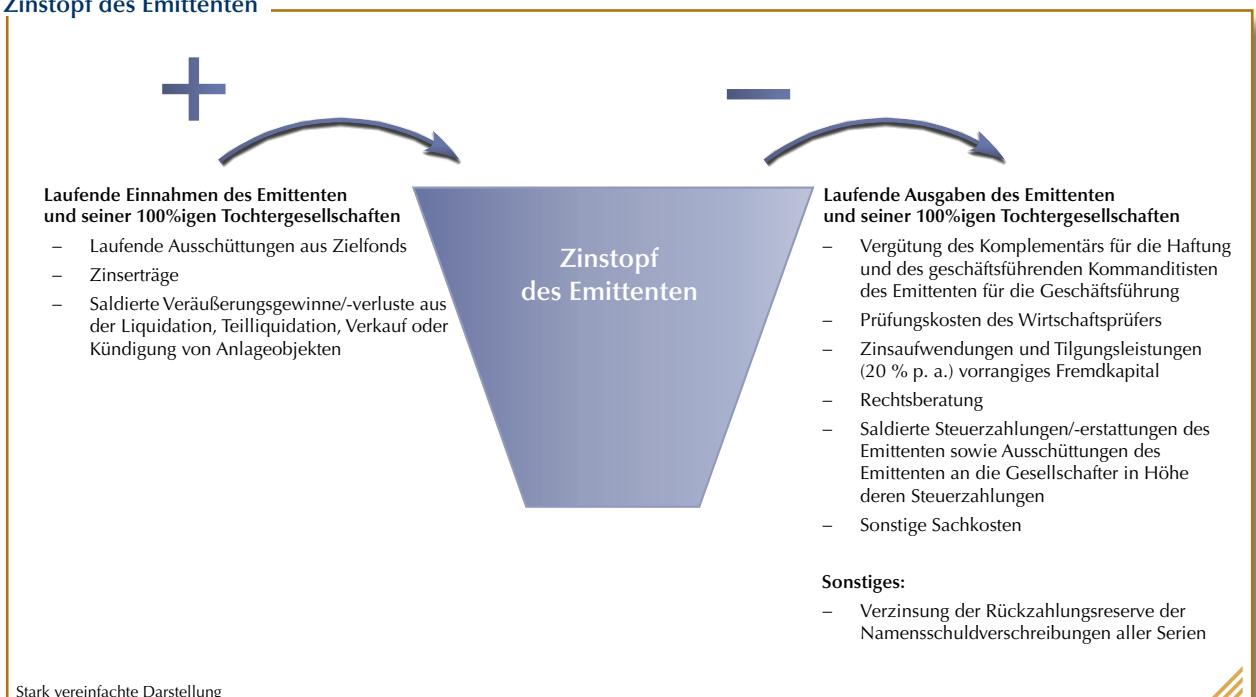 Zinstopf des Emittenten
Laufende Einnahmen des Emittenten
und seiner 100%igen Tochtergesellschaften
– Laufende Ausschüttungen aus Zielfonds
– Zinserträge
– Saldierte Veräußerungsgewinne/-verluste aus
der Liquidation, Teilliquidation, Verkauf oder
Kündigung von Anlageobjekten
Zinstopf
des Emittenten
Laufende Ausgaben des Emittenten
und seiner 100%igen Tochtergesellschaften
– Vergütung des Komplementärs für die Haftung
und des geschäftsführenden Kommanditisten
des Emittenten für die Geschäftsführung
– Prüfungskosten des Wirtschaftsprüfers
– Zinsaufwendungen und Tilgungsleistungen
(20 % p. a.) vorrangiges Fremdkapital
– Rechtsberatung
– Saldierte Steuerzahlungen/-erstattungen des
Emittenten sowie Ausschüttungen des
Emittenten an die Gesellschafter in Höhe
deren Steuerzahlungen
– Sonstige Sachkosten
Sonstiges:
– Verzinsung der Rückzahlungsreserve der
Namensschuldverschreibungen aller Serien
Stark vereinfachte Darstellung